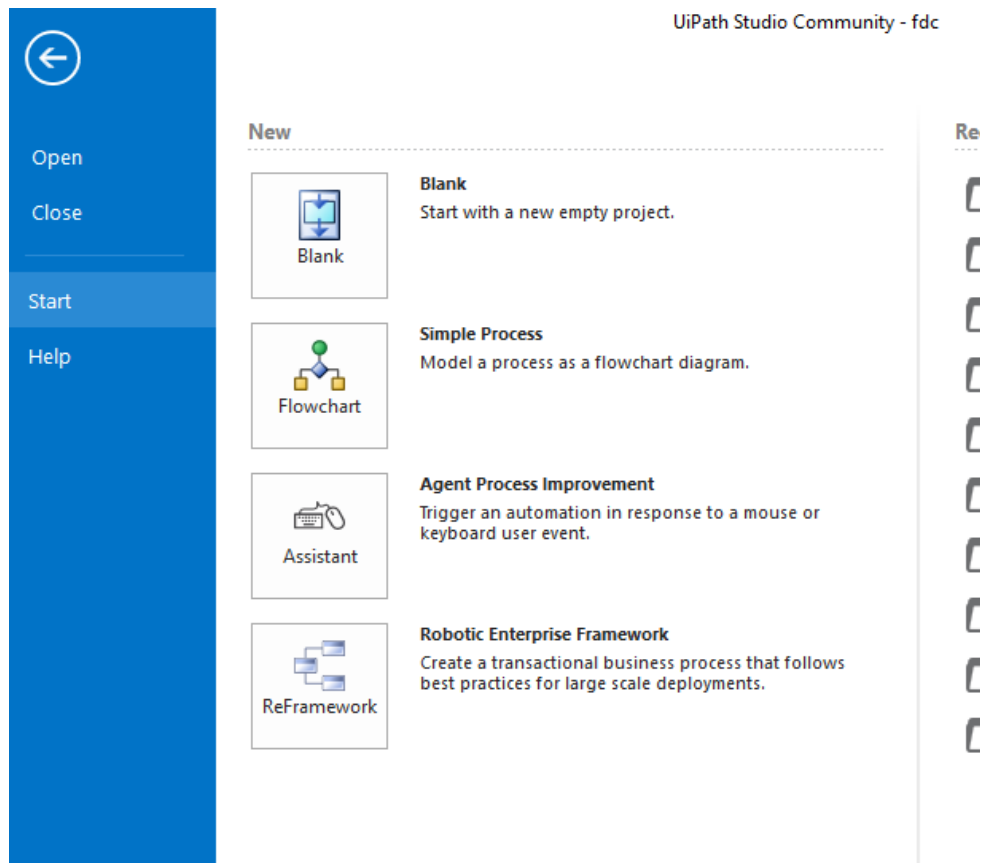 UiPath Studio Community - fdc
Open
Close
Start
Help
New
Blank
Blank
Start with a new empty project.
Flowchart
Simple Process
Model a process as a flowchart diagram.
Assistant
Agent Process Improvement
Trigger an automation in response to a mouse or
keyboard user event.
ReFramework
Robotic Enterprise Framework
Create a transactional business process that follows
best practices for large scale deployments.
Re